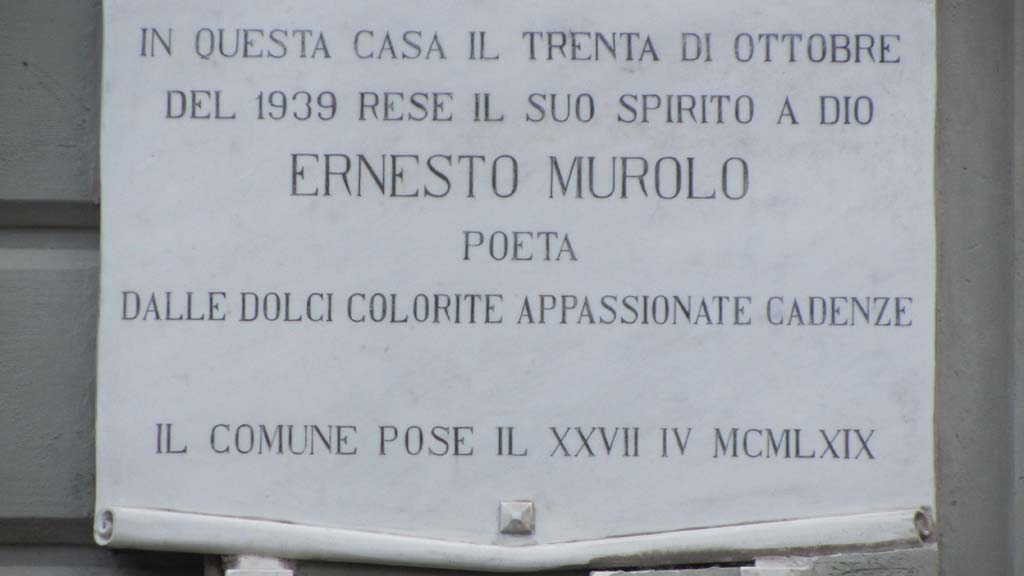 IN QUESTA CASA IL TRENTA DI OTTOBRE
DEL 1939 RESE IL SUO SPIRITO A DIO
ERNESTO MUROLO
POETA
DALLE DOLCI COLORITE APPASSIONATE CADENZE
IL COMUNE POSE IL XXVII IV MCMLXIX